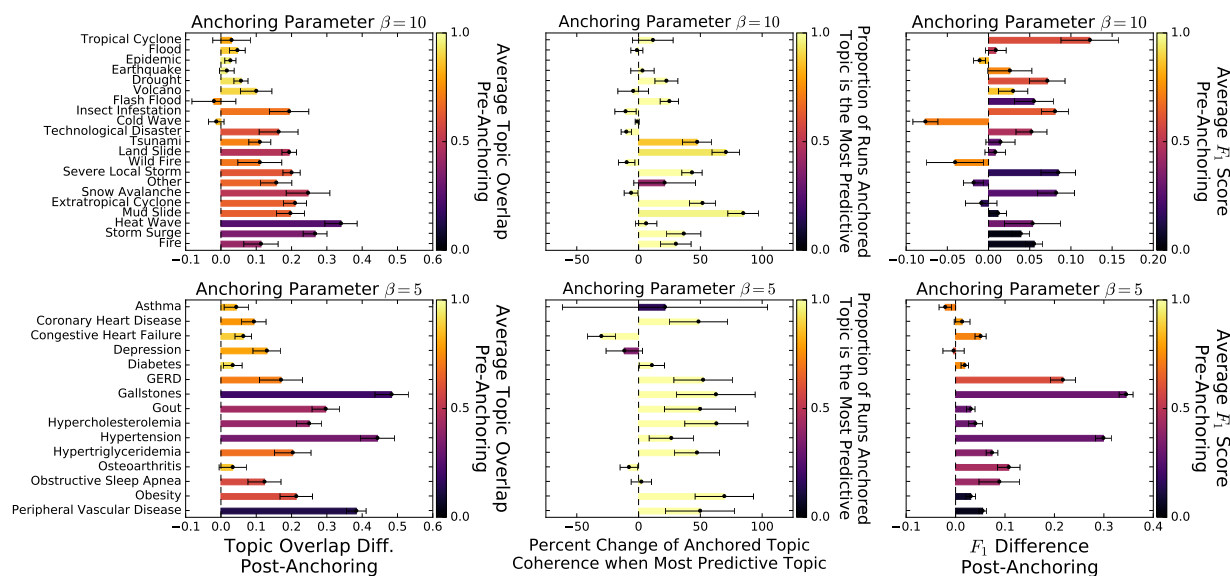 Anchoring Parameter β = 10
Tropical Cyclone
Flood
Epidemic
Earthquake
Drought
Volcano
Flash Flood
Insect Infestation
Cold Wave
Technological Disaster
Tsunami
Land Slide
Wild Fire
Severe Local Storm
Other
Snow Avalanche
Extratropical Cyclone
Mud Slide
Heat Wave
Storm Surge
Fire
−0.1 0.0 0.1 0.2 0.3 0.4 0.5 0.6
1.0
0.5
0.0
Average Topic Overlap
Pre-Anchoring
Anchoring Parameter β = 10
−50 0 50 100
1.0
0.5
0.0
Proportion of Runs Anchored
Topic is the Most Predictive
Anchoring Parameter β = 10
−0.10 −0.05 0.00 0.05 0.10 0.15 0.20
1.0
0.5
0.0
Average F1 Score
Pre-Anchoring
Anchoring Parameter β = 5
Asthma
Coronary Heart Disease
Congestive Heart Failure
Depression
Diabetes
GERD
Gallstones
Gout
Hypercholesterolemia
Hypertension
Hypertriglyceridemia
Osteoarthritis
Obstructive Sleep Apnea
Obesity
Peripheral Vascular Disease
−0.1 0.0 0.1 0.2 0.3 0.4 0.5 0.6
Topic Overlap Diff.
Post-Anchoring
1.0
0.5
0.0
Average Topic Overlap
Pre-Anchoring
Anchoring Parameter β = 5
−50 0 50 100
Percent Change of Anchored Topic
Coherence when Most Predictive Topic
1.0
0.5
0.0
Proportion of Runs Anchored
Topic is the Most Predictive
Anchoring Parameter β = 5
−0.1 0.0 0.1 0.2 0.3 0.4
F1 Difference
Post-Anchoring
1.0
0.5
0.0
Average F1 Score
Pre-Anchoring